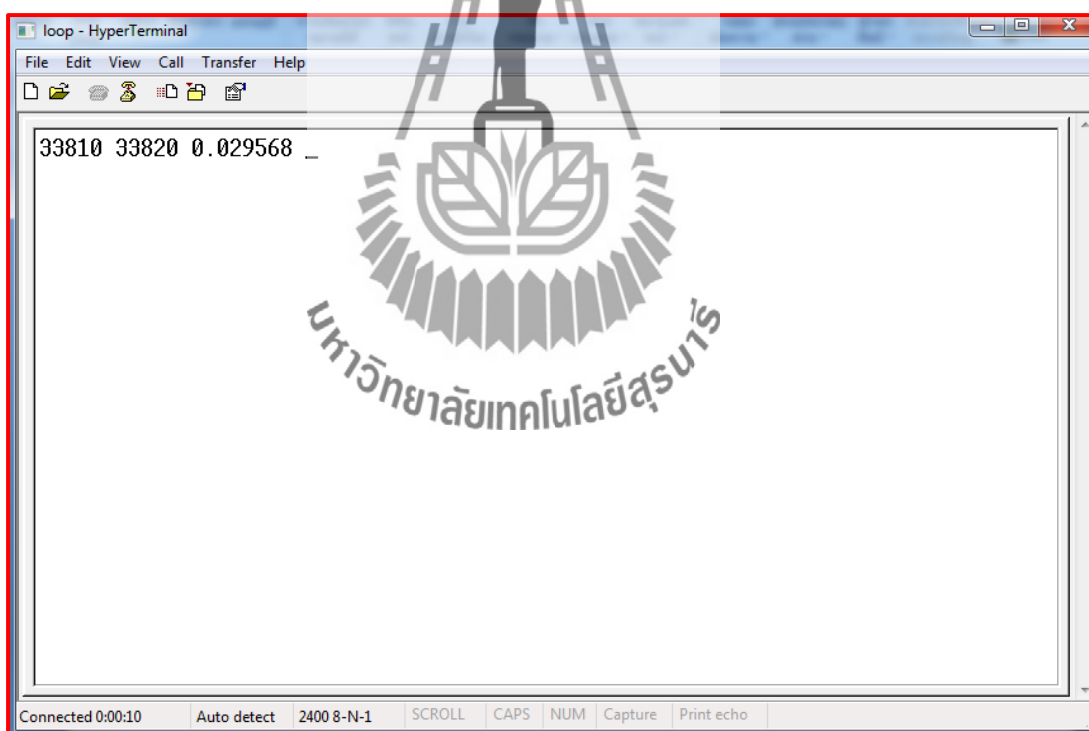 loop - HyperTerminal
File Edit View Call Transfer Help
33810 33820 0.029568 _
มหาวิทยาลัยเทคโนโลยีสุรนารี
Connected 0:00:10 Auto detect 2400 8-N-1 SCROLL CAPS NUM Capture Print echo